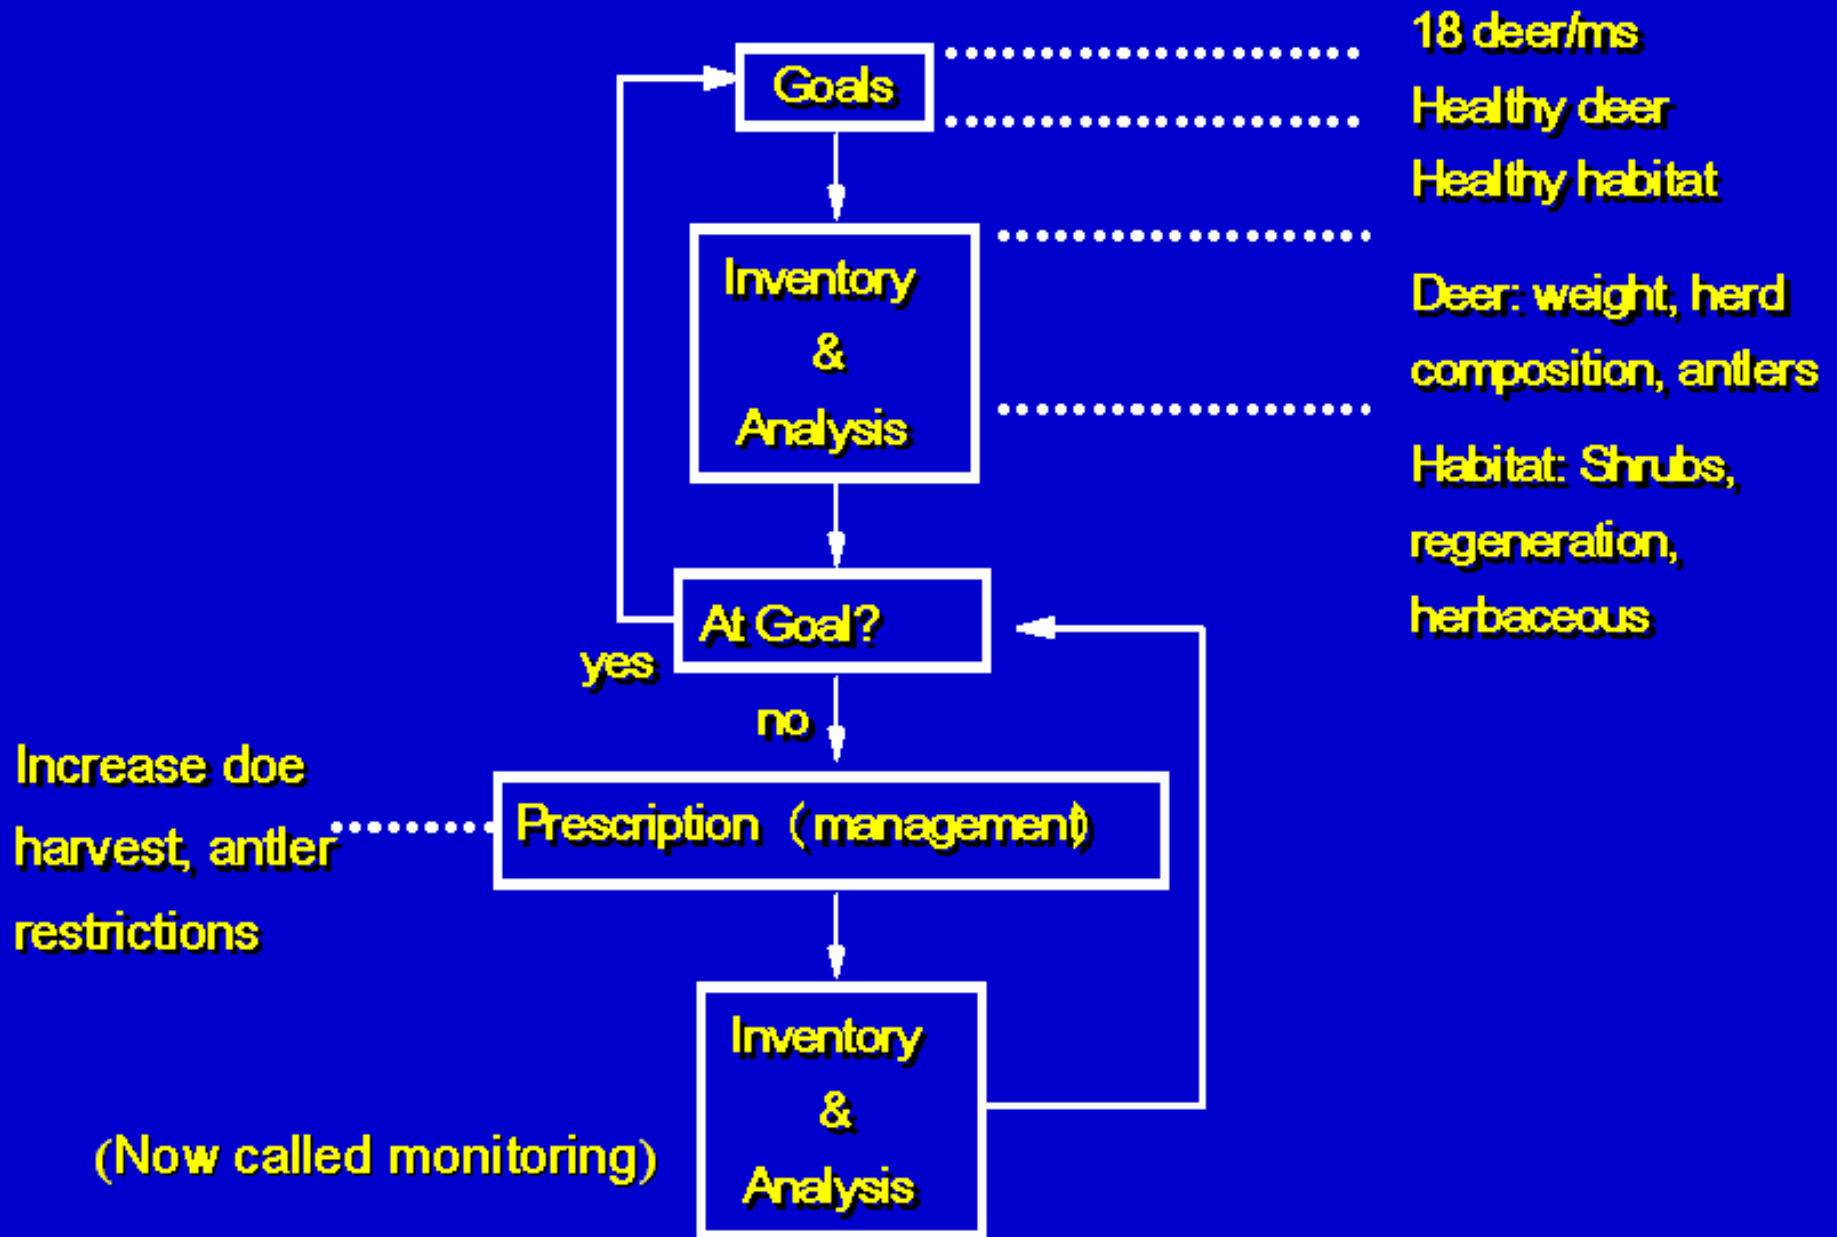 Goals
18 deer/ms
Healthy deer
Healthy habitat
Inventory
&
Analysis
Deer: weight, herd
composition, antlers
Habitat: Shrubs,
regeneration,
herbaceous
At Goal?
yes
no
Prescription (management)
Increase doe
harvest, antler
restrictions
Inventory
&
Analysis
(Now called monitoring)